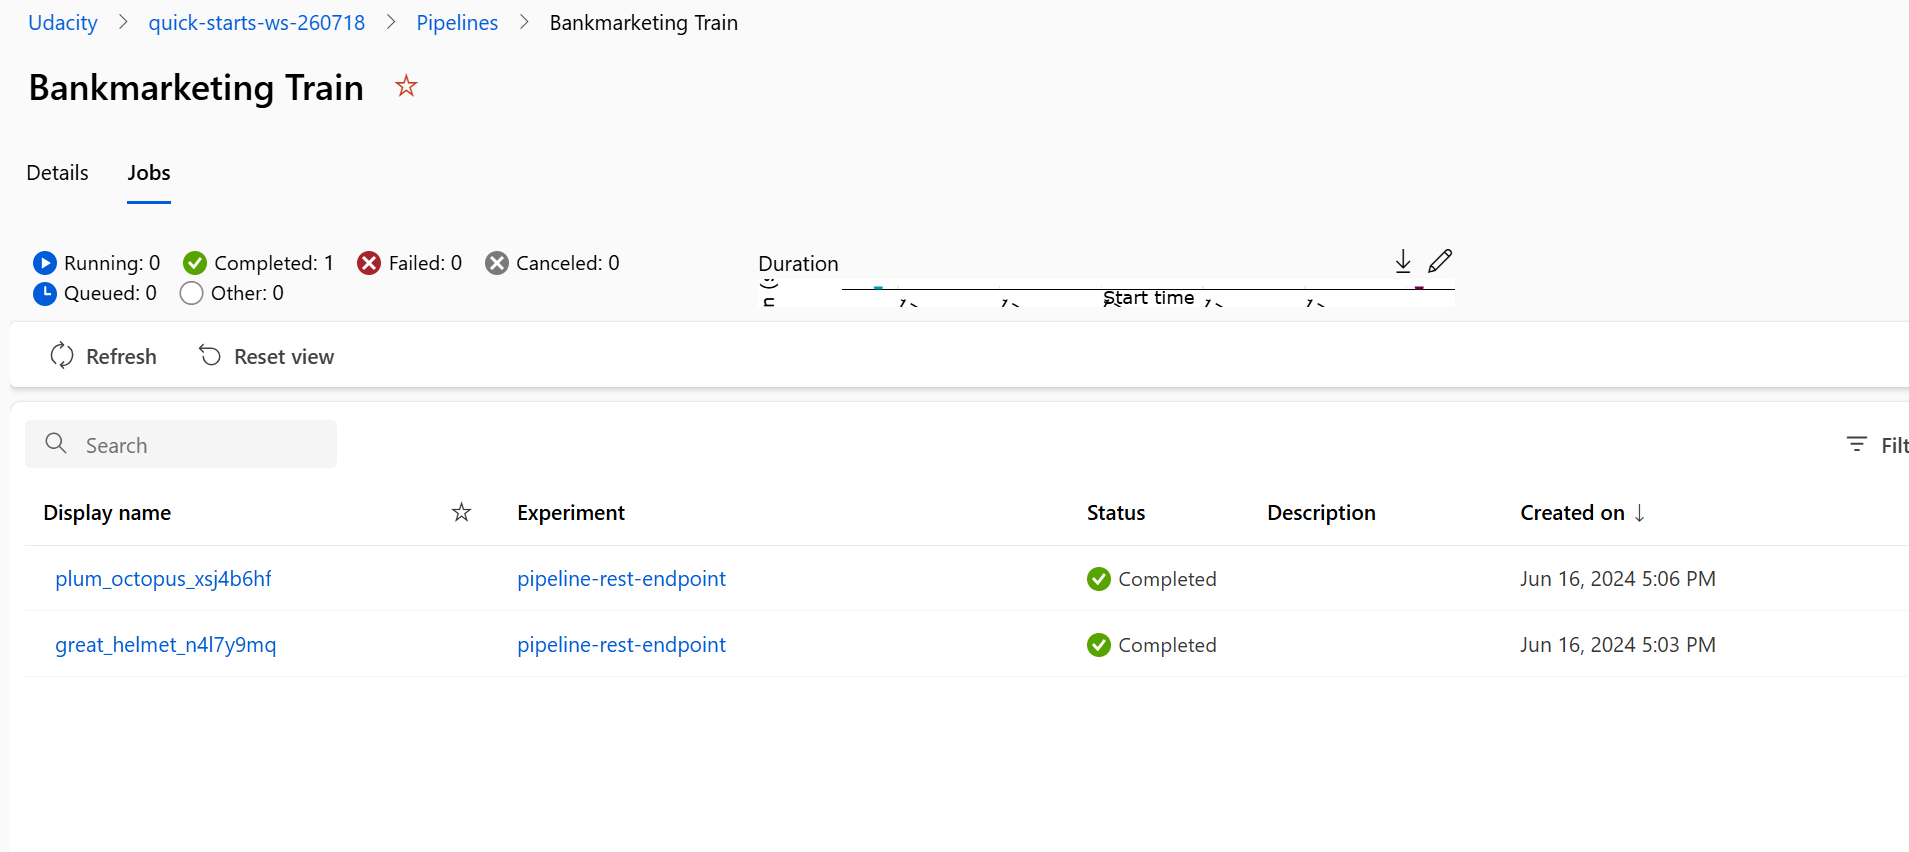 Udacity > quick-starts-ws-260718 > Pipelines > Bankmarketing Train
Bankmarketing Train
Details Jobs
Running: 0 Completed: 1 Failed: 0 Canceled: 0
Queued: 0 Other: 0
Duration
Start time
Refresh Reset view
Search
Filt
Display name Experiment Status Description Created on ↓
plum_octopus_xsj4b6hf pipeline-rest-endpoint Completed Jun 16, 2024 5:06 PM
great_helmet_n4l7y9mq pipeline-rest-endpoint Completed Jun 16, 2024 5:03 PM